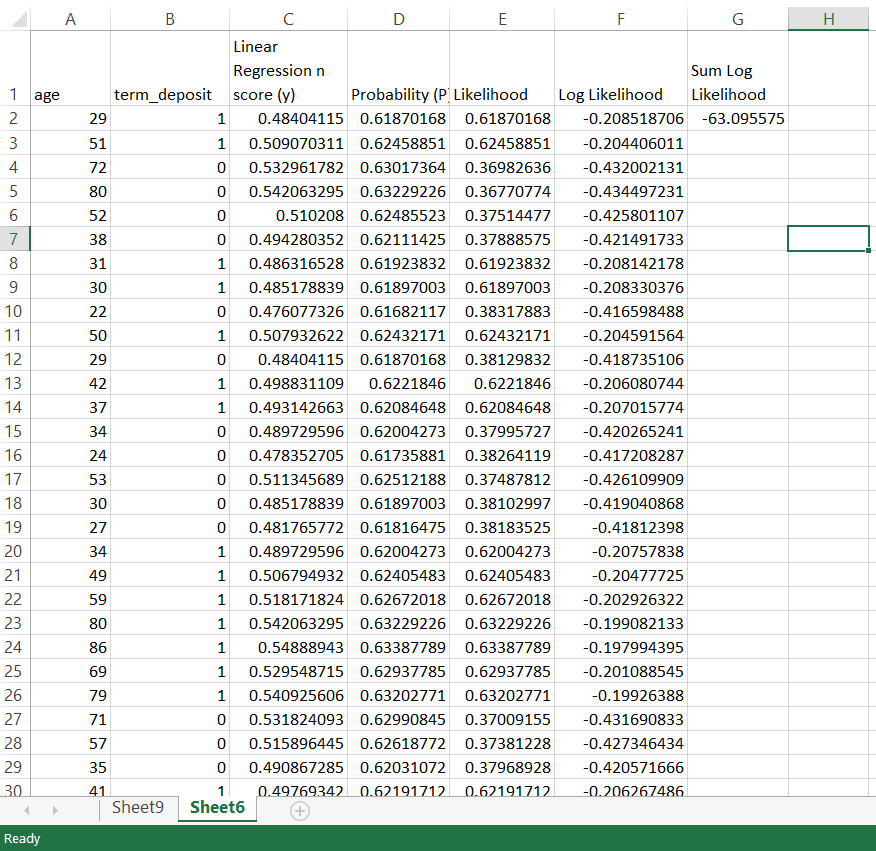 A B C D E F G H
1 age term_deposit Linear Regression n score (y) Probability (P) Likelihood Log Likelihood Sum Log Likelihood
2 29 1 0.48404115 0.61870168 0.61870168 -0.208518706 -63.095575
3 51 1 0.509070311 0.62458851 0.62458851 -0.204406011
4 72 0 0.532961782 0.63017364 0.36982636 -0.432002131
5 80 0 0.542063295 0.63229226 0.36770774 -0.434497231
6 52 0 0.510208 0.62485523 0.37514477 -0.425801107
7 38 0 0.494280352 0.62111425 0.37888575 -0.421491733
8 31 1 0.486316528 0.61923832 0.61923832 -0.208142178
9 30 1 0.485178839 0.61897003 0.61897003 -0.208330376
10 22 0 0.476077326 0.61682117 0.38317883 -0.416598488
11 50 1 0.507932622 0.62432171 0.62432171 -0.204591564
12 29 0 0.48404115 0.61870168 0.38129832 -0.418735106
13 42 1 0.498831109 0.6221846 0.6221846 -0.206080744
14 37 1 0.493142663 0.62084648 0.62084648 -0.207015774
15 34 0 0.489729596 0.62004273 0.37995727 -0.420265241
16 24 0 0.478352705 0.61735881 0.38264119 -0.417208287
17 53 0 0.511345689 0.62512188 0.37487812 -0.426109909
18 30 0 0.485178839 0.61897003 0.38102997 -0.419040868
19 27 0 0.481765772 0.61816475 0.38183525 -0.41812398
20 34 1 0.489729596 0.62004273 0.62004273 -0.20757838
21 49 1 0.506794932 0.62405483 0.62405483 -0.20477725
22 59 1 0.518171824 0.62672018 0.62672018 -0.202926322
23 80 1 0.542063295 0.63229226 0.63229226 -0.199082133
24 86 1 0.54888943 0.63387789 0.63387789 -0.197994395
25 69 1 0.529548715 0.62937785 0.62937785 -0.201088545
26 79 1 0.540925606 0.63202771 0.63202771 -0.19926388
27 71 0 0.531824093 0.62990845 0.37009155 -0.431690833
28 57 0 0.515896445 0.62618772 0.37381228 -0.427346434
29 35 0 0.490867285 0.62031072 0.37968928 -0.420571666
30 41 1 0.49769342 0.62191712 0.62191712 -0.206267486
Sheet9 Sheet6
Ready